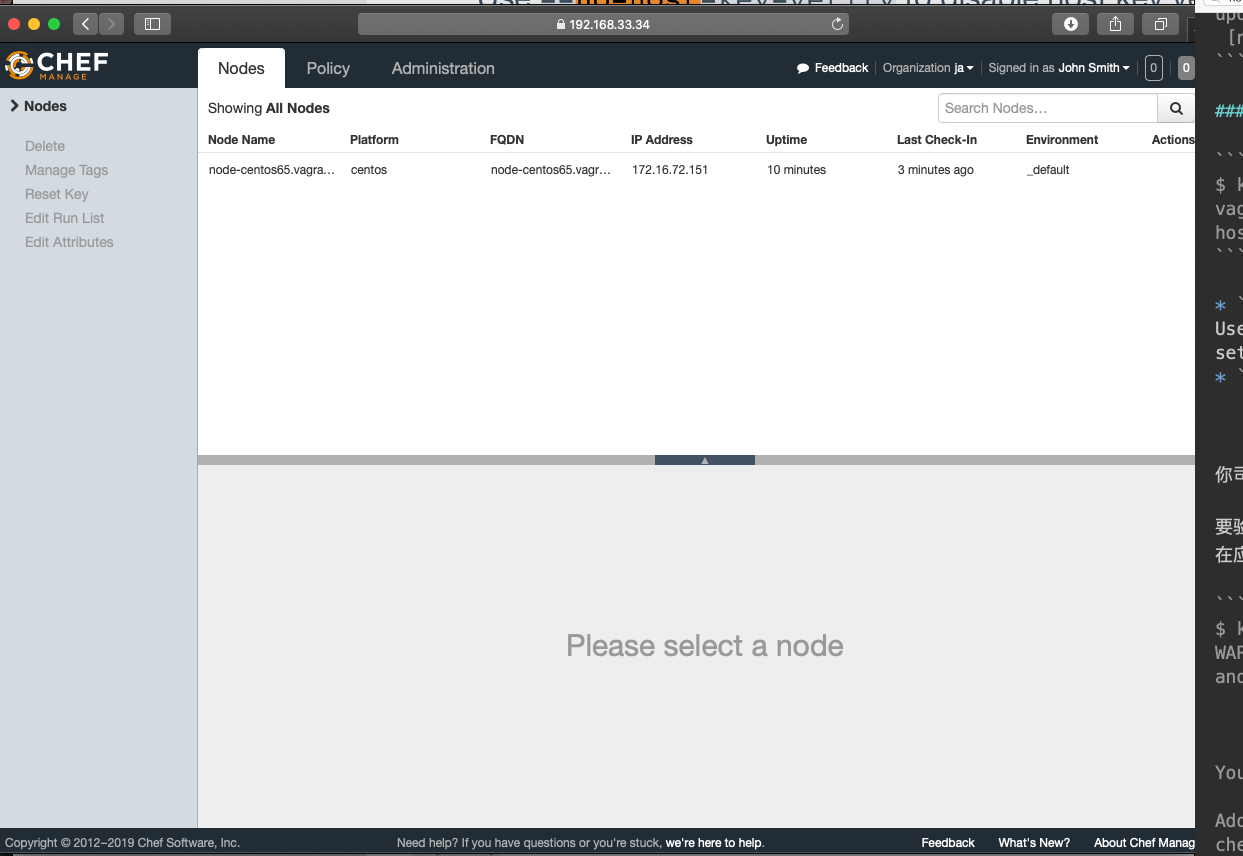 192.168.33.34
CHEF
MANAGE
Nodes
Policy
Administration
Feedback
Organization ja
Signed in as John Smith
0
0
Nodes
Delete
Manage Tags
Reset Key
Edit Run List
Edit Attributes
Showing All Nodes
Search Nodes...
Node Name Platform FQDN IP Address Uptime Last Check-In Environment Actions
node-centos65.vagra... centos node-centos65.vagr... 172.16.72.151 10 minutes 3 minutes ago _default
Please select a node
Copyright © 2012–2019 Chef Software, Inc.
Need help? If you have questions or you're stuck, we're here to help.
Feedback
What's New?
About Chef Manag
```
###
```
$ k
vag
hos
```
* `
Use
set
* `
你司
要验
在应
```
$ k
WAR
and
You
Add
che